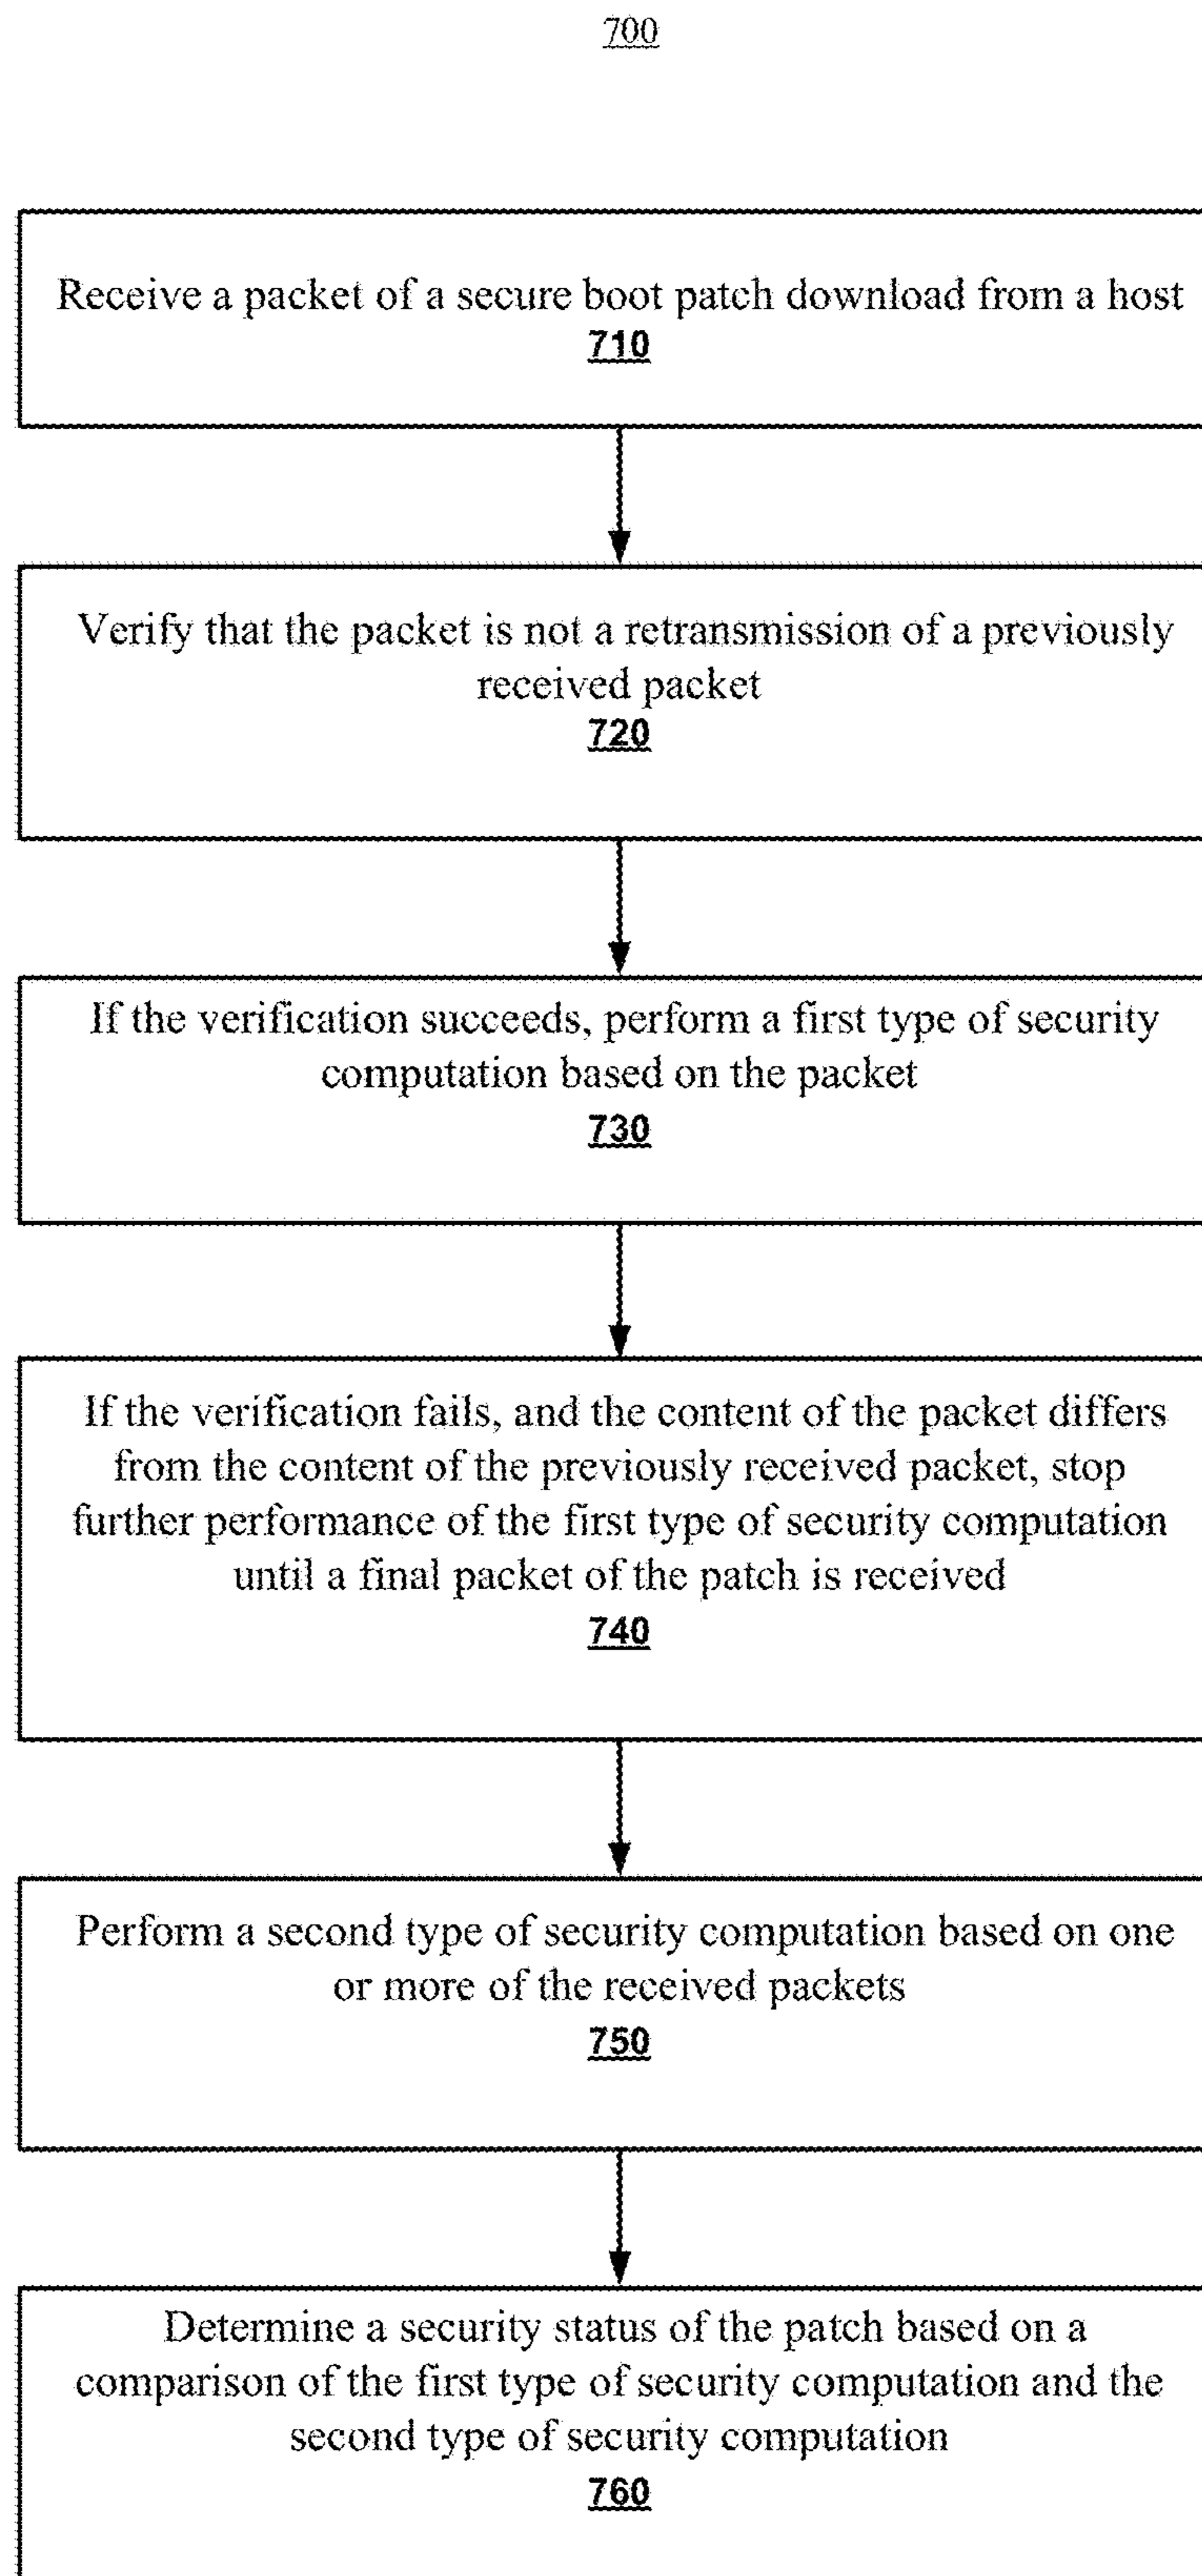 700
Receive a packet of a secure boot patch download from a host
710
Verify that the packet is not a retransmission of a previously
received packet
720
If the verification succeeds, perform a first type of security
computation based on the packet
730
If the verification fails, and the content of the packet differs
from the content of the previously received packet, stop
further performance of the first type of security computation
until a final packet of the patch is received
740
Perform a second type of security computation based on one
or more of the received packets
750
Determine a security status of the patch based on a
comparison of the first type of security computation and the
second type of security computation
760